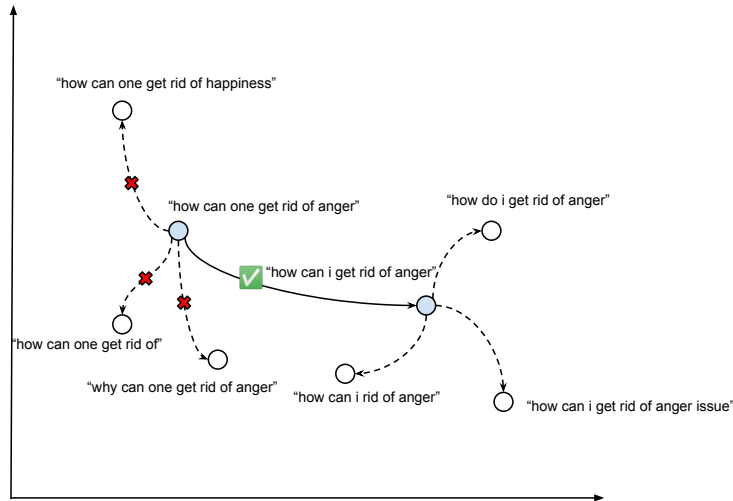 “how can one get rid of happiness”
“how can one get rid of anger”
“how do i get rid of anger”
“how can i get rid of anger”
“how can one get rid of”
“why can one get rid of anger”
“how can i rid of anger”
“how can i get rid of anger issue”